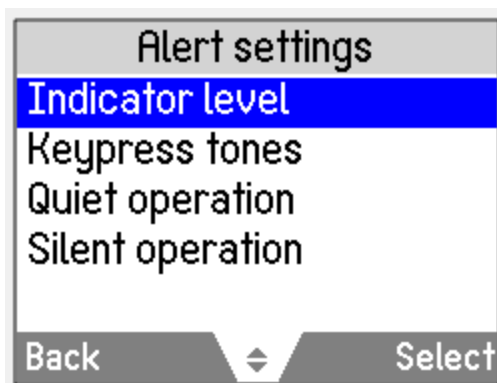 Alert settings
Indicator level
Keypress tones
Quiet operation
Silent operation
Back Select